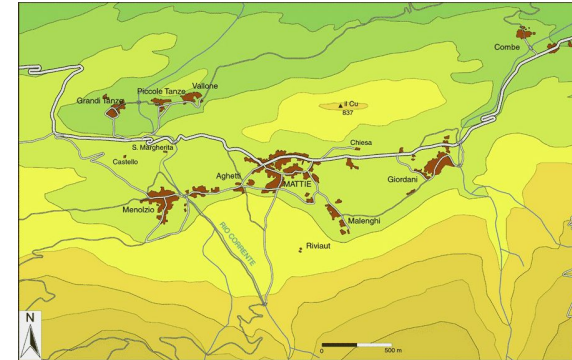 Combe
Vallone
Piccole Tanze
Grandi Tanze
il Cu
837
S. Margherita
Chiesa
Castello
Aghetti
MATTIE
Giordani
Menolzio
Malenghi
RIO CORRENTE
Riviaut
N
0 500 m